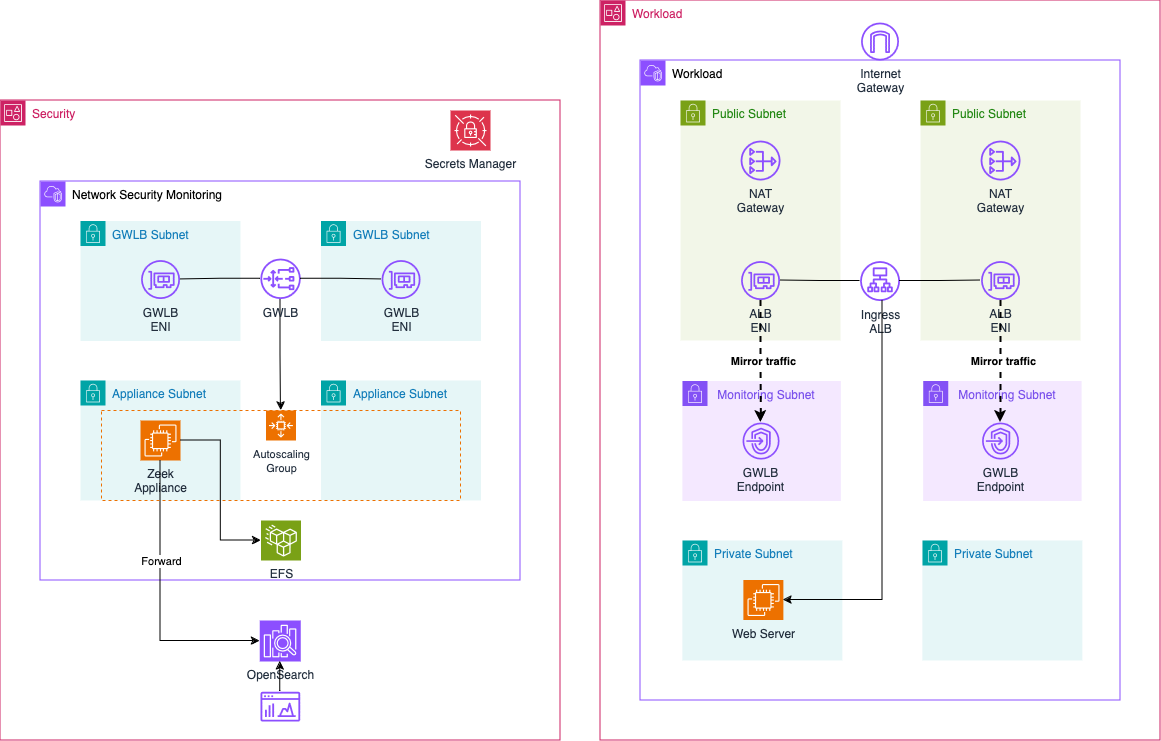 Security
Secrets Manager
Network Security Monitoring
GWLB Subnet
GWLB Subnet
GWLB
ENI
GWLB
GWLB
ENI
Appliance Subnet
Appliance Subnet
Zeek
Appliance
Autoscaling
Group
Forward
EFS
OpenSearch
Workload
Internet
Gateway
Workload
Public Subnet
Public Subnet
NAT
Gateway
NAT
Gateway
ALB
ENI
Ingress
ALB
ALB
ENI
Mirror traffic
Mirror traffic
Monitoring Subnet
Monitoring Subnet
GWLB
Endpoint
GWLB
Endpoint
Private Subnet
Private Subnet
Web Server